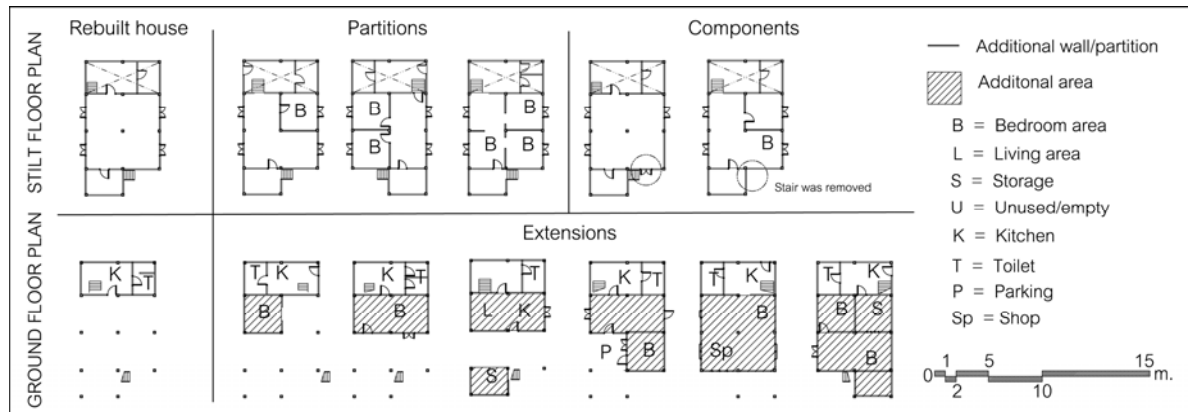 Rebuilt house
Partitions
Components
STILT FLOOR PLAN
B
B
B
B
B
B
B
Stair was removed
GROUND FLOOR PLAN
Extensions
K
T
T
K
B
K
T
B
T
L
K
S
K
T
P
B
T
K
B
Sp
T
K
B
S
B
Additional wall/partition
Additonal area
B = Bedroom area
L = Living area
S = Storage
U = Unused/empty
K = Kitchen
T = Toilet
P = Parking
Sp = Shop
0 1 2 5 10 15 m.